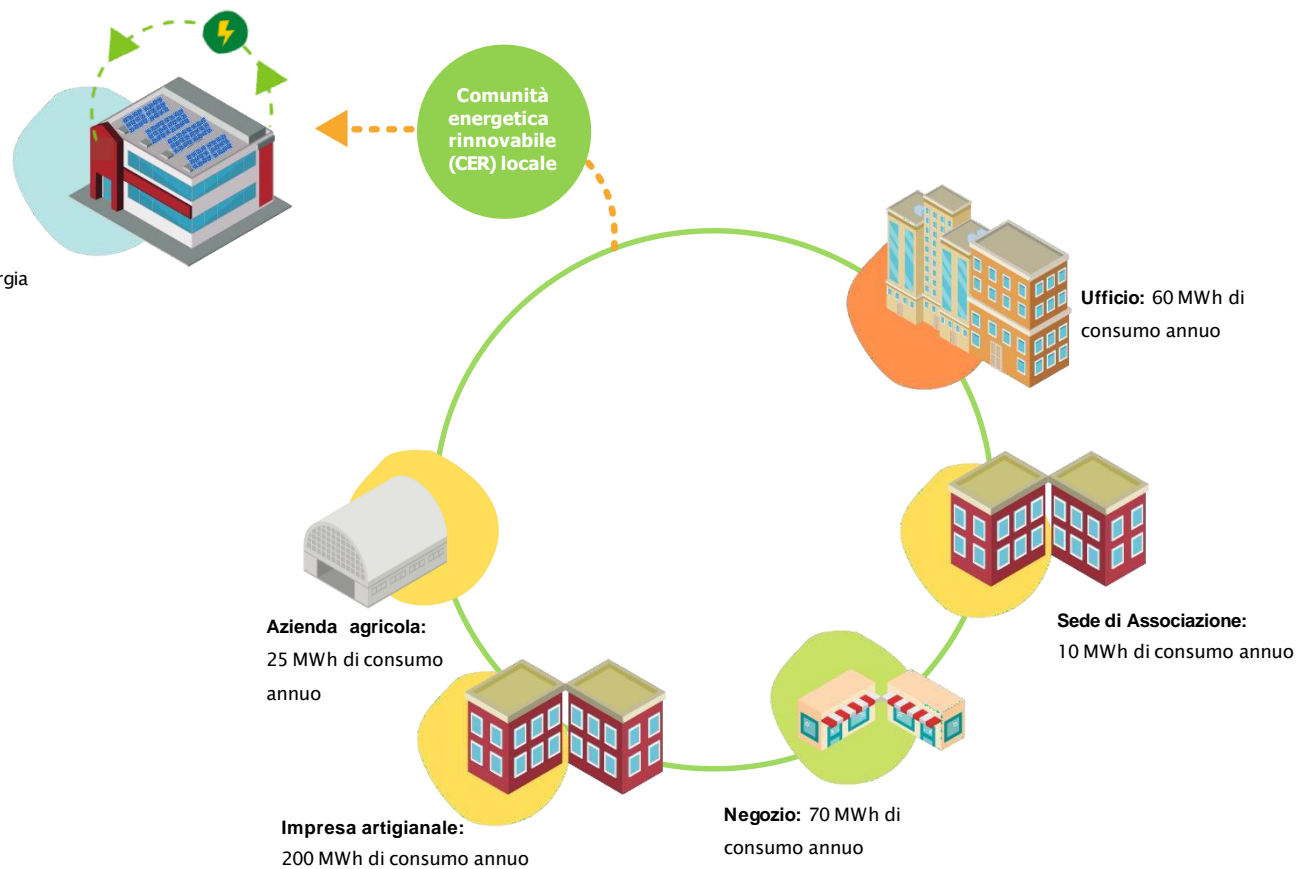 Comunità
energetica
rinnovabile
(CER) locale
rgia
Ufficio: 60 MWh di
consumo annuo
Sede di Associazione:
10 MWh di consumo annuo
Azienda agricola:
25 MWh di consumo
annuo
Negozio: 70 MWh di
consumo annuo
Impresa artigianale:
200 MWh di consumo annuo